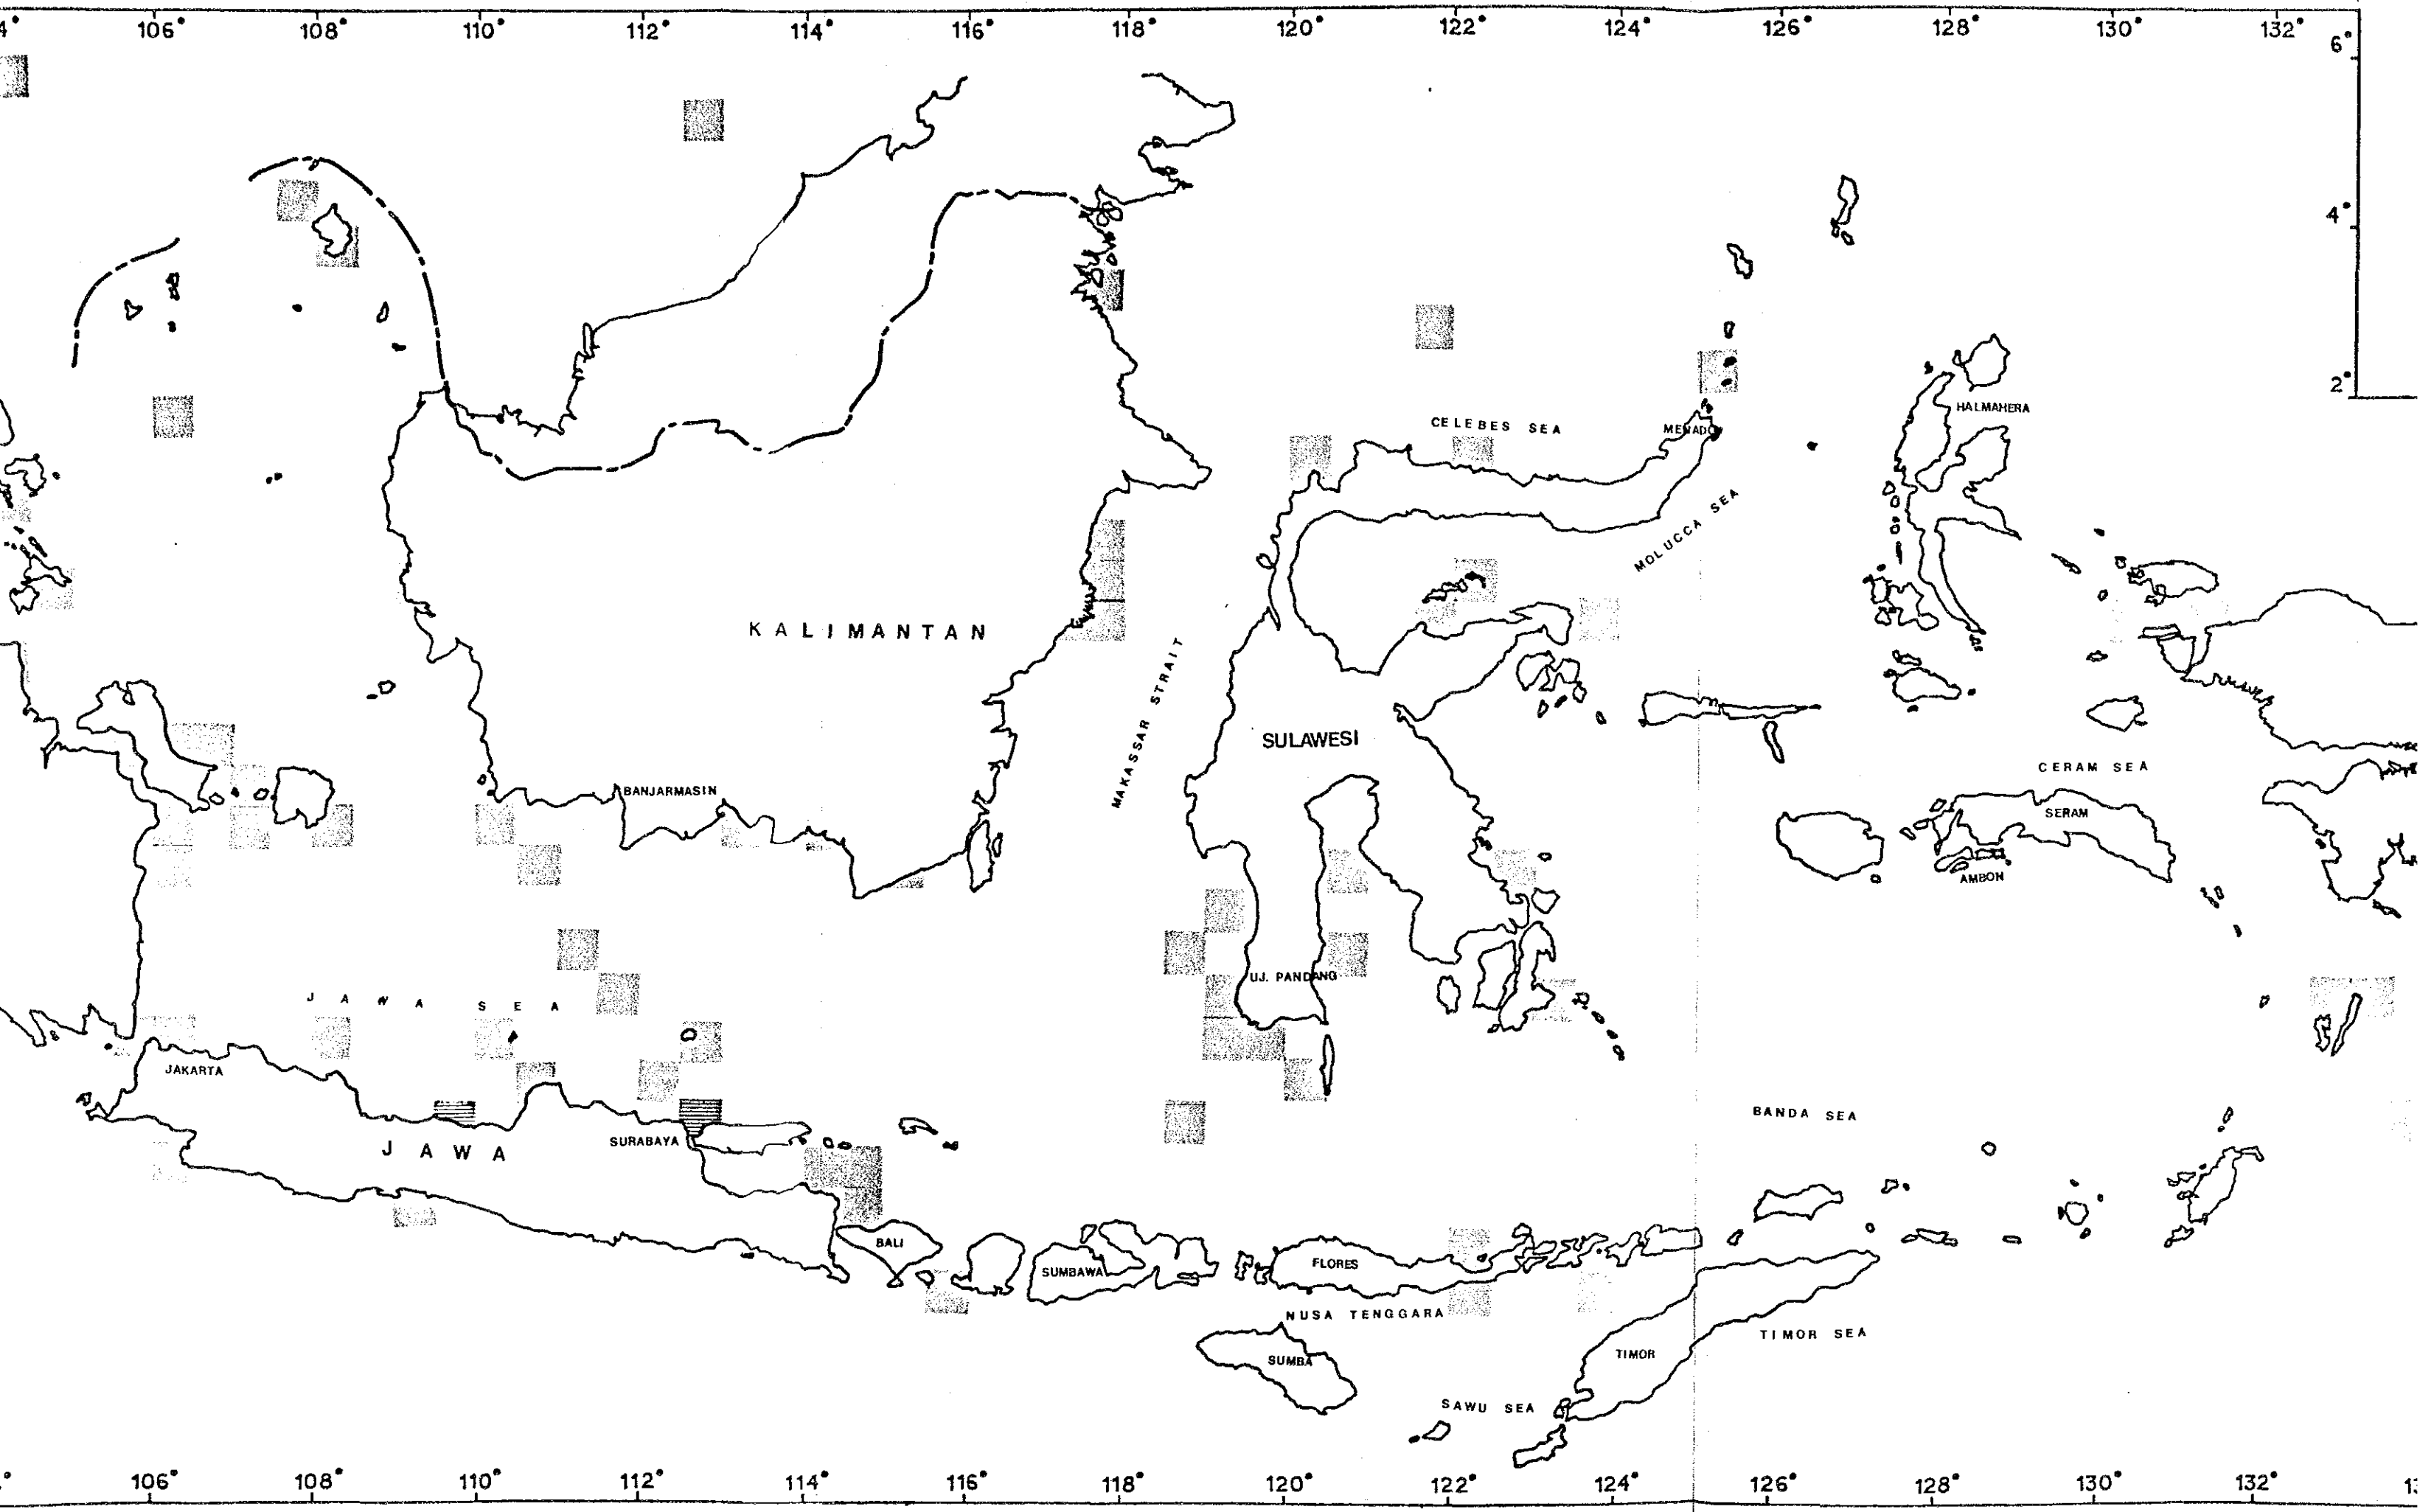 106° 108° 110° 112° 114° 116° 118° 120° 122° 124° 126° 128° 130° 132°
6°
4°
2°
HALMAHERA
CELEBES SEA
MENADO
MOLUCCA SEA
KALIMANTAN
MAKASSAR STRAIT
SULAWESI
CERAM SEA
BANJARMASIN
SERAM
AMBON
UJ. PANDANG
JAWA SEA
JAKARTA
BANDA SEA
SURABAYA
JAWA
BALI
FLORES
SUMBAWA
NUSA TENGGARA
TIMOR SEA
TIMOR
SUMBA
SAWU SEA
106° 108° 110° 112° 114° 116° 118° 120° 122° 124° 126° 128° 130° 132°